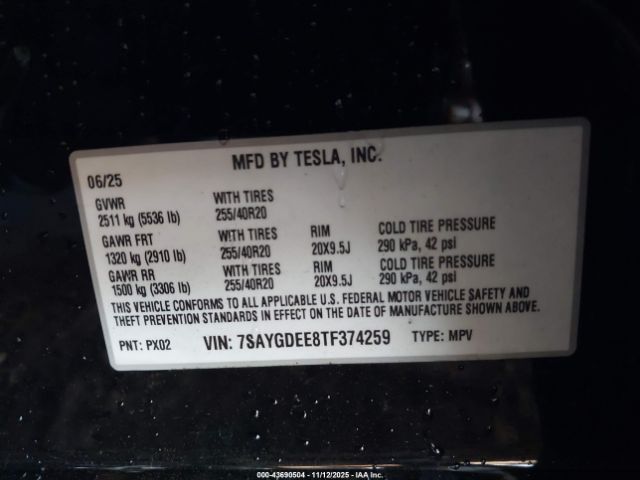 MFD BY TESLA, INC.
06/25
GVWR WITH TIRES
2511 kg (5536 lb) 255/40R20
GAWR FRT WITH TIRES RIM COLD TIRE PRESSURE
1320 kg (2910 lb) 255/40R20 20X9.5J 290 kPa, 42 psi
GAWR RR WITH TIRES RIM COLD TIRE PRESSURE
1500 kg (3306 lb) 255/40R20 20X9.5J 290 kPa, 42 psi
THIS VEHICLE CONFORMS TO ALL APPLICABLE U.S. FEDERAL MOTOR VEHICLE SAFETY AND
THEFT PREVENTION STANDARDS IN EFFECT ON THE DATE OF MANUFACTURE SHOWN ABOVE.
PNT: PX02 VIN: 7SAYGDEE8TF374259 TYPE: MPV
000-43690504 - 11/12/2025 - © IAA Inc.